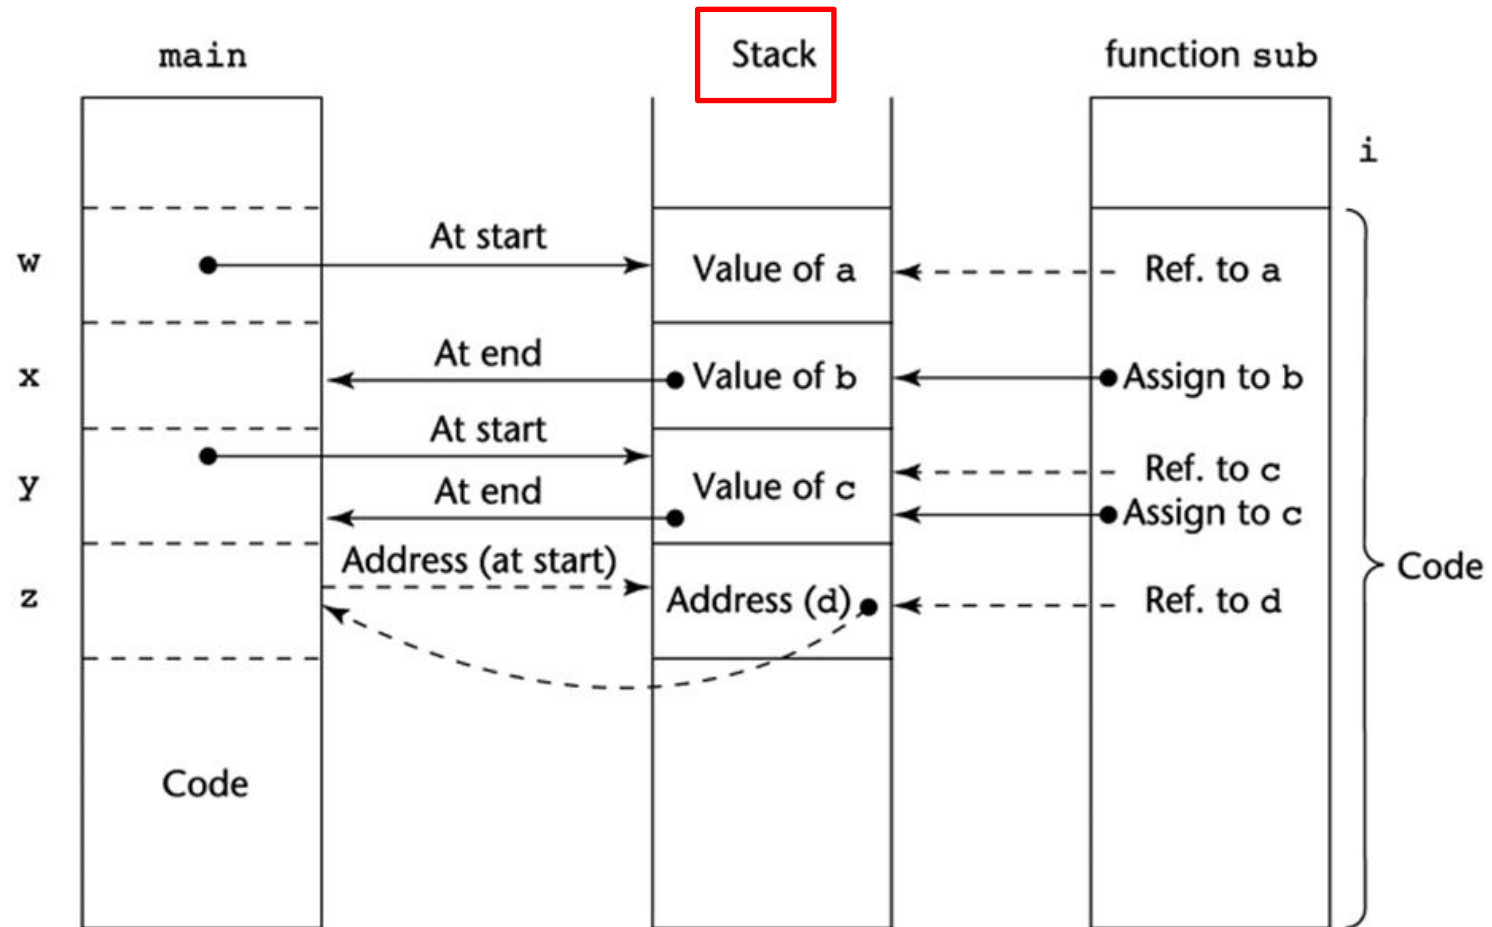 main
Stack
function sub
i
w
At start
Value of a
Ref. to a
x
At end
Value of b
Assign to b
y
At start
At end
Value of c
Ref. to c
Assign to c
z
Address (at start)
Address (d)
Ref. to d
Code
Code